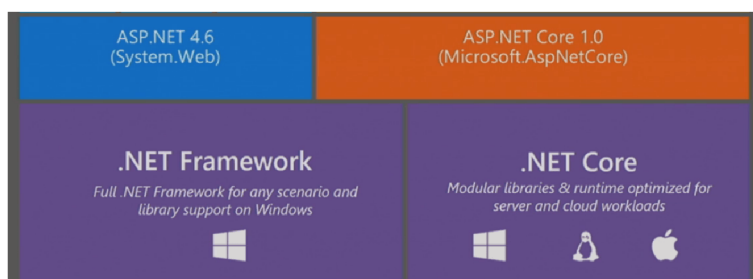 ASP.NET 4.6
(System.Web)
ASP.NET Core 1.0
(Microsoft.AspNetCore)
.NET Framework
Full .NET Framework for any scenario and
library support on Windows
.NET Core
Modular libraries & runtime optimized for
server and cloud workloads